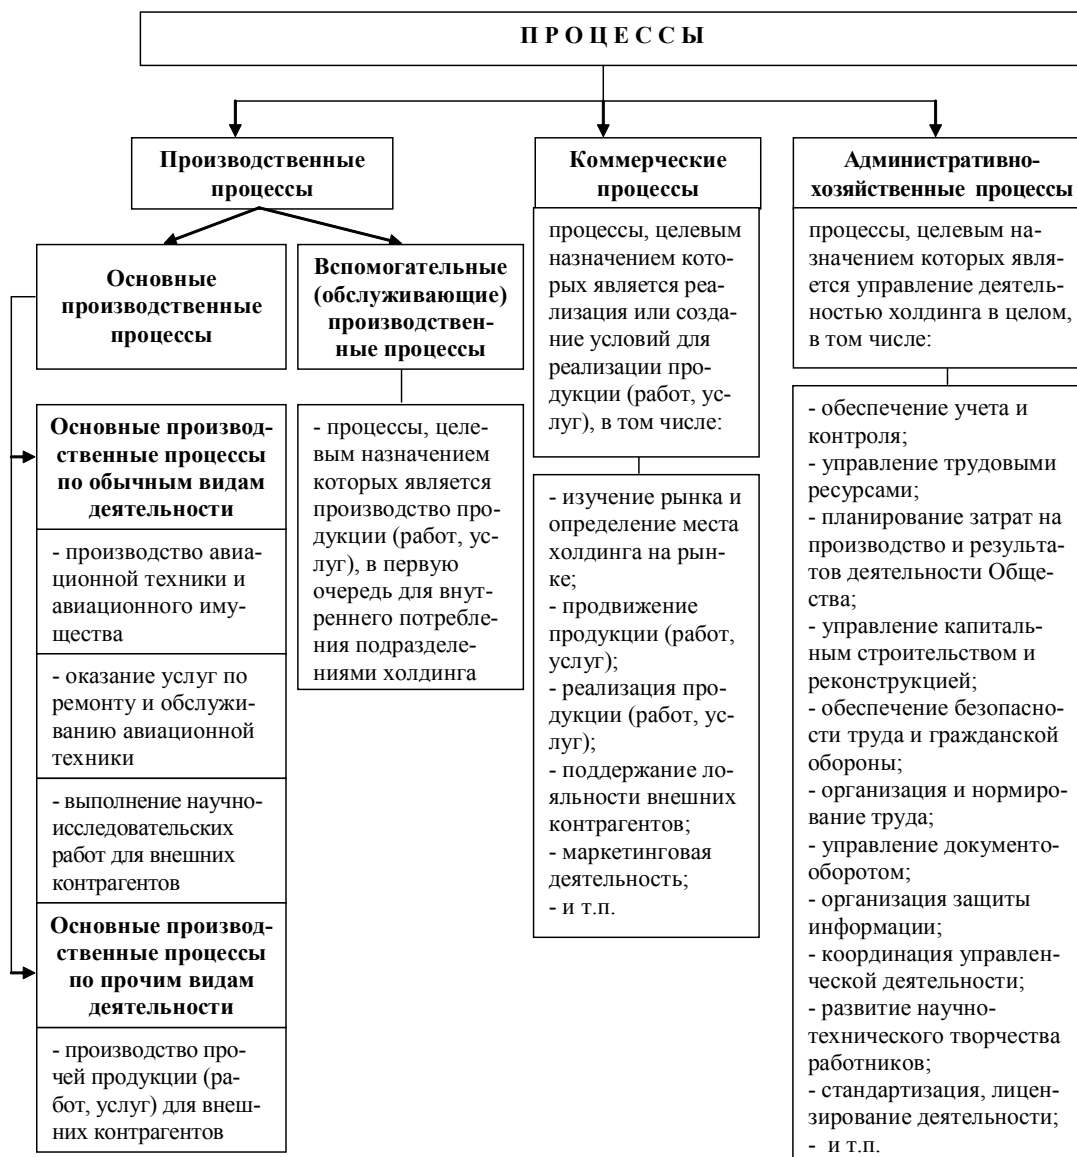 П Р О Ц Е С С Ы
Производственные
процессы
Основные
производственные
процессы
Основные производ-
ственные процессы
по обычным видам
деятельности
- производство авиа-
ционной техники и
авиационного иму-
щества
- оказание услуг по
ремонту и обслужи-
ванию авиационной
техники
- выполнение научно-
исследовательских
работ для внешних
контрагентов
Основные производ-
ственные процессы
по прочим видам
деятельности
- производство про-
чей продукции (ра-
бот, услуг) для внеш-
них контрагентов
Вспомогательные
(обслуживающие)
производствен-
ные процессы
- процессы, целе-
вым назначением
которых является
производство про-
дукции (работ, ус-
луг), в первую
очередь для внут-
реннего потребле-
ния подразделе-
ниями холдинга
Коммерческие
процессы
процессы, целевым
назначением кото-
рых является реа-
лизация или созда-
ние условий для
реализации про-
дукции (работ, ус-
луг), в том числе:
- изучение рынка и
определение места
холдинга на рын-
ке;
- продвижение
продукции (работ,
услуг);
- реализация про-
дукции (работ, ус-
луг);
- поддержание ло-
яльности внешних
контрагентов;
- маркетинговая
деятельность;
- и т.п.
Административно-
хозяйственные процессы
процессы, целевым на-
значением которых явля-
ется управление деятель-
ностью холдинга в целом,
в том числе:
- обеспечение учета и
контроля;
- управление трудовыми
ресурсами;
- планирование затрат на
производство и результа-
тов деятельности Обще-
ства;
- управление капиталь-
ным строительством и
реконструкцией;
- обеспечение безопасно-
сти труда и гражданской
обороны;
- организация и нормиро-
вание труда;
- управление документо-
оборотом;
- организация защиты
информации;
- координация управлен-
ческой деятельности;
- развитие научно-
технического творчества
работников;
- стандартизация, лицен-
зирование деятельности;
- и т.п.